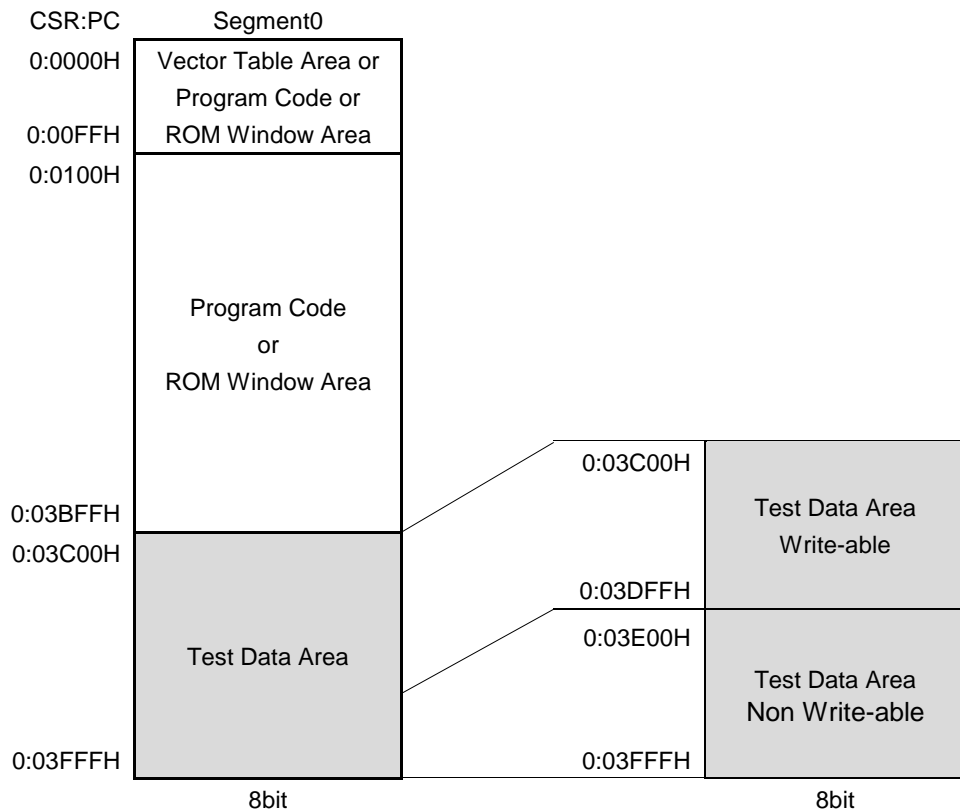 CSR:PC Segment0
0:0000H Vector Table Area or
Program Code or
0:00FFH ROM Window Area
0:0100H
Program Code
or
ROM Window Area
0:03BFFH
0:03C00H
Test Data Area
0:03FFFH
8bit
0:03C00H
Test Data Area
Write-able
0:03DFFH
0:03E00H
Test Data Area
Non Write-able
0:03FFFH
8bit